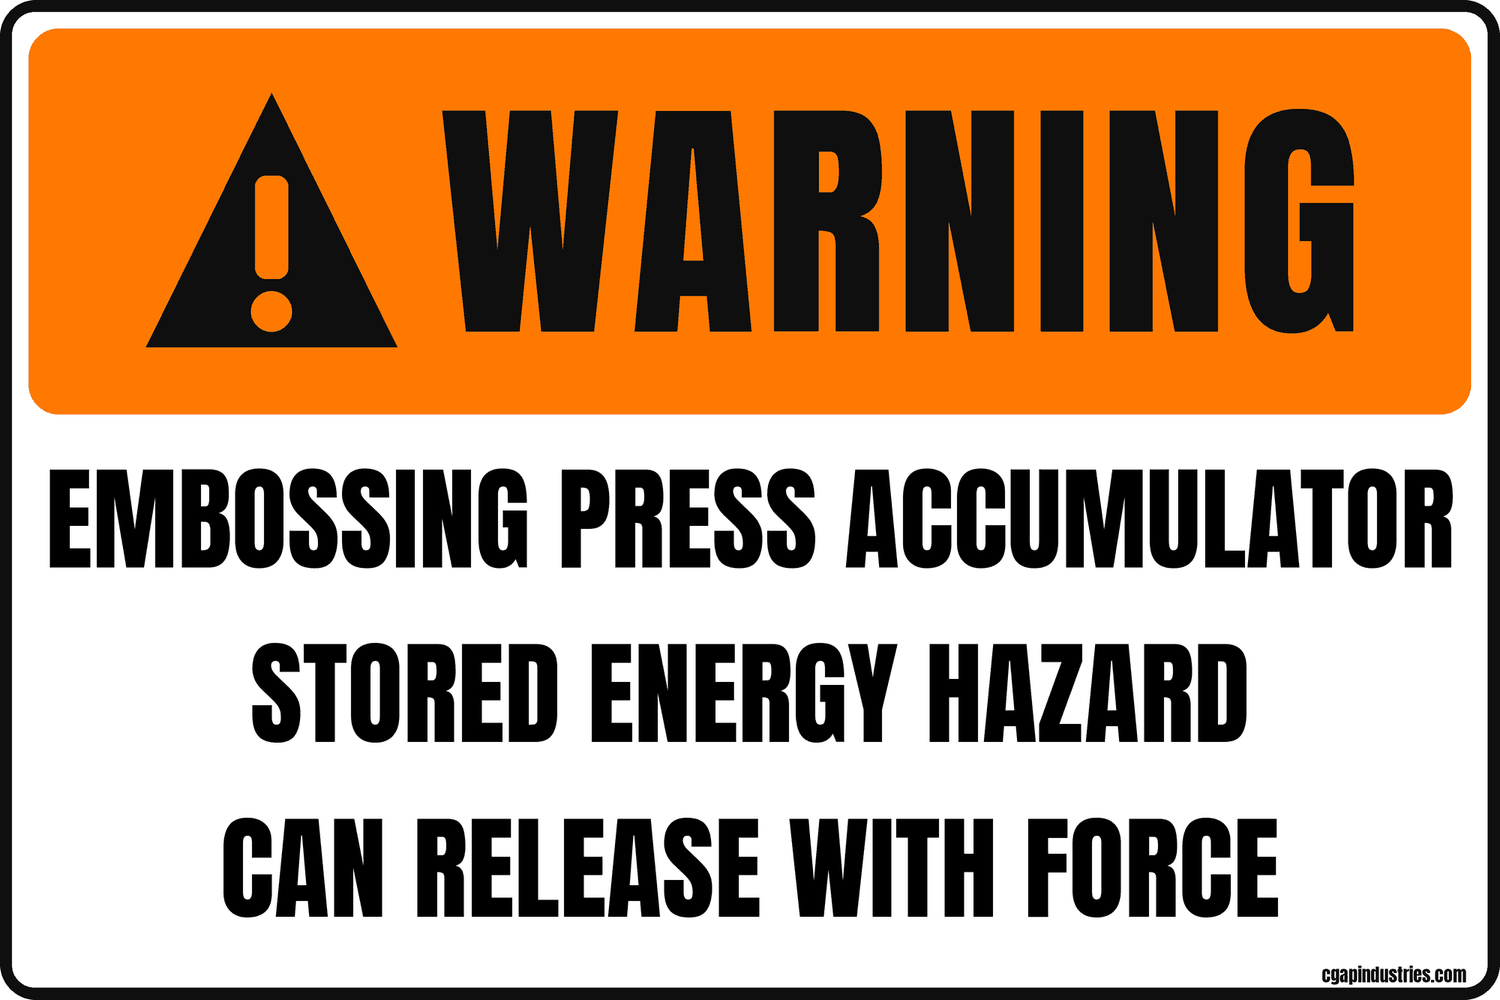 WARNING
EMBOSSING PRESS ACCUMULATOR
STORED ENERGY HAZARD
CAN RELEASE WITH FORCE
cgapindustries.com